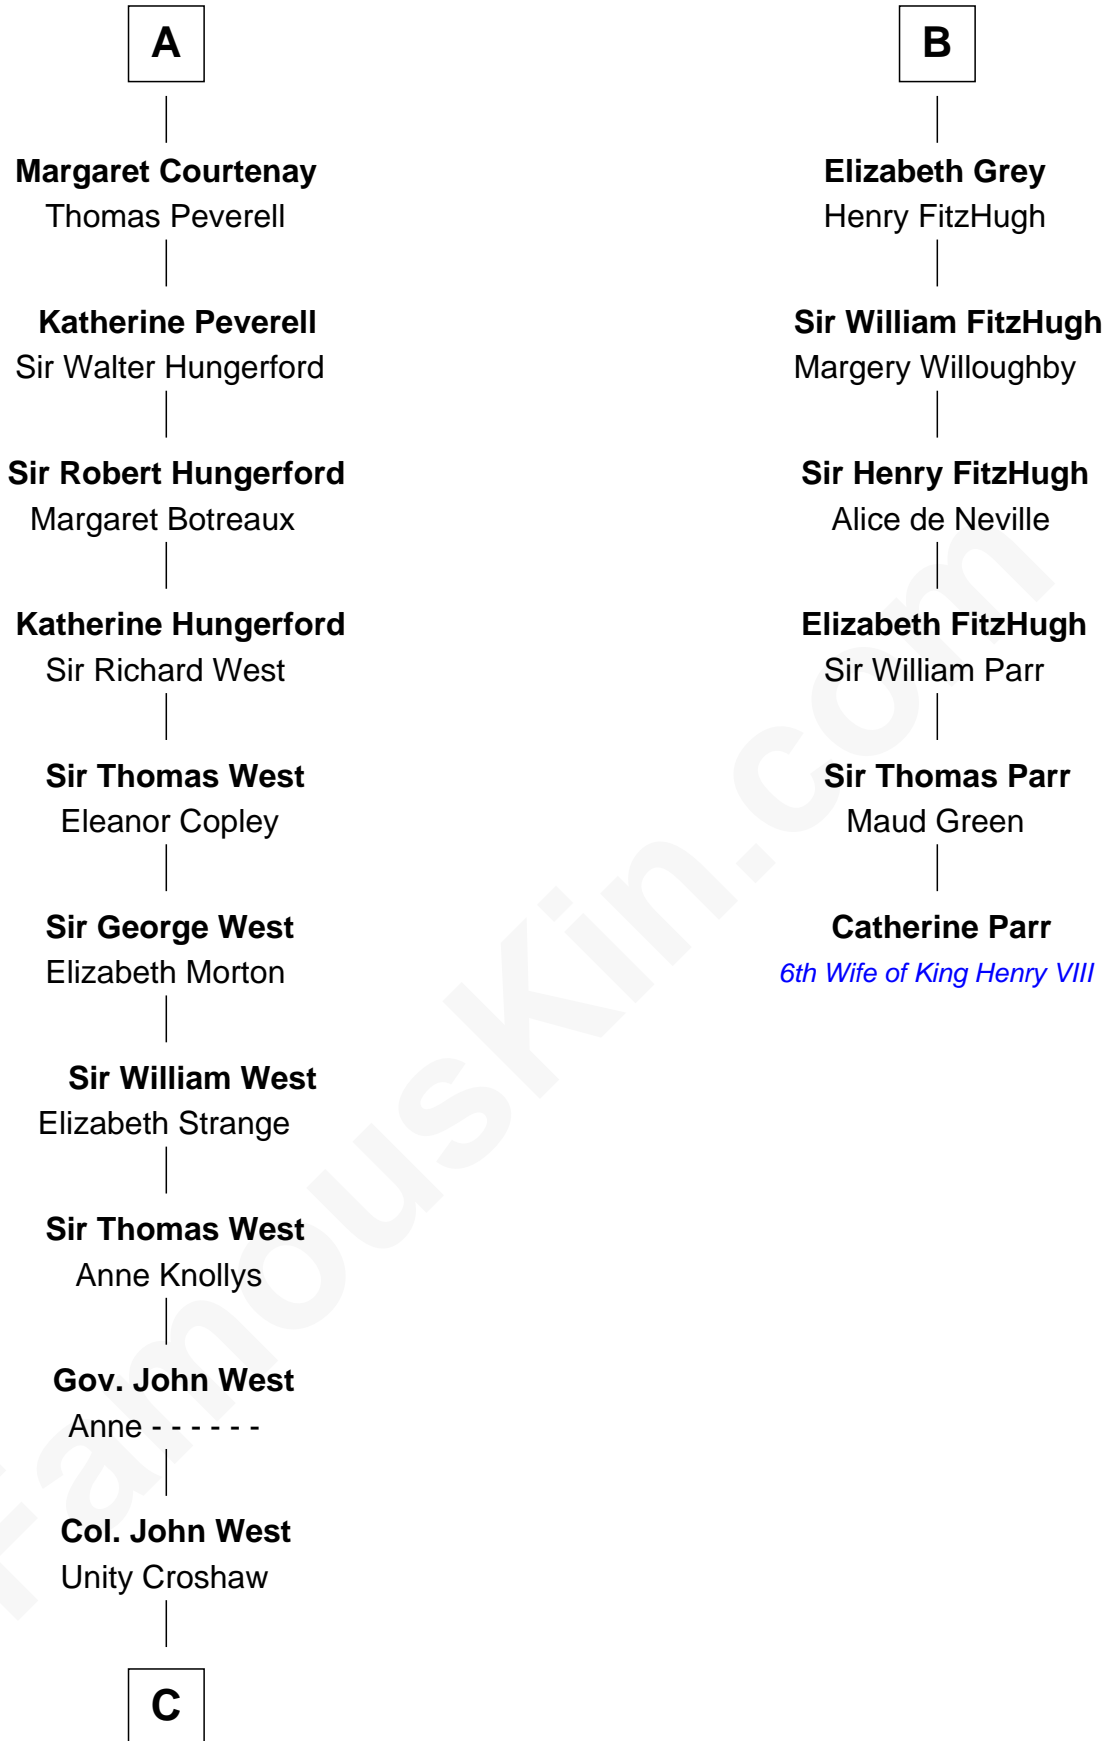 A
Margaret Courtenay
Thomas Peverell
Katherine Peverell
Sir Walter Hungerford
Sir Robert Hungerford
Margaret Botreaux
Katherine Hungerford
Sir Richard West
Sir Thomas West
Eleanor Copley
Sir George West
Elizabeth Morton
Sir William West
Elizabeth Strange
Sir Thomas West
Anne Knollys
Gov. John West
Anne - - - - - -
Col. John West
Unity Croshaw
C
B
Elizabeth Grey
Henry FitzHugh
Sir William FitzHugh
Margery Willoughby
Sir Henry FitzHugh
Alice de Neville
Elizabeth FitzHugh
Sir William Parr
Sir Thomas Parr
Maud Green
Catherine Parr
6th Wife of King Henry VIII
FamousKin.com